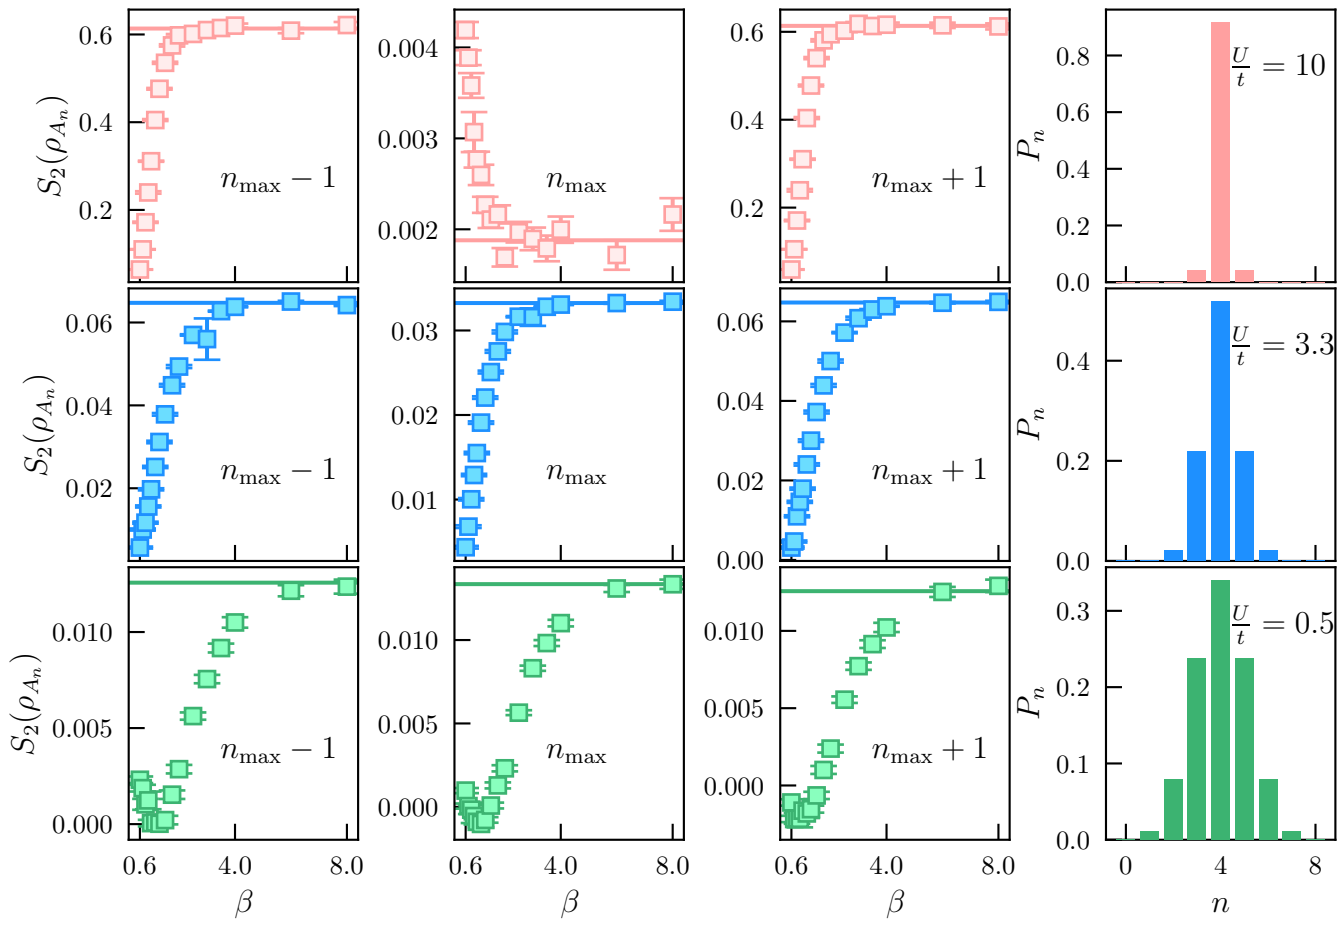 S₂(ρ_{A_n})
0.6
0.4
0.2
n_max − 1
0.004
0.003
0.002
n_max
0.6
0.4
0.2
n_max + 1
P_n
0.8
0.6
0.4
0.2
0.0
U/t = 10
S₂(ρ_{A_n})
0.06
0.04
0.02
n_max − 1
0.03
0.02
0.01
n_max
0.06
0.04
0.02
0.00
n_max + 1
P_n
0.4
0.2
0.0
U/t = 3.3
S₂(ρ_{A_n})
0.010
0.005
0.000
n_max − 1
0.6 4.0 8.0
β
0.010
0.005
0.000
n_max
0.6 4.0 8.0
β
0.010
0.005
0.000
n_max + 1
0.6 4.0 8.0
β
P_n
0.3
0.2
0.1
0.0
U/t = 0.5
0 4 8
n